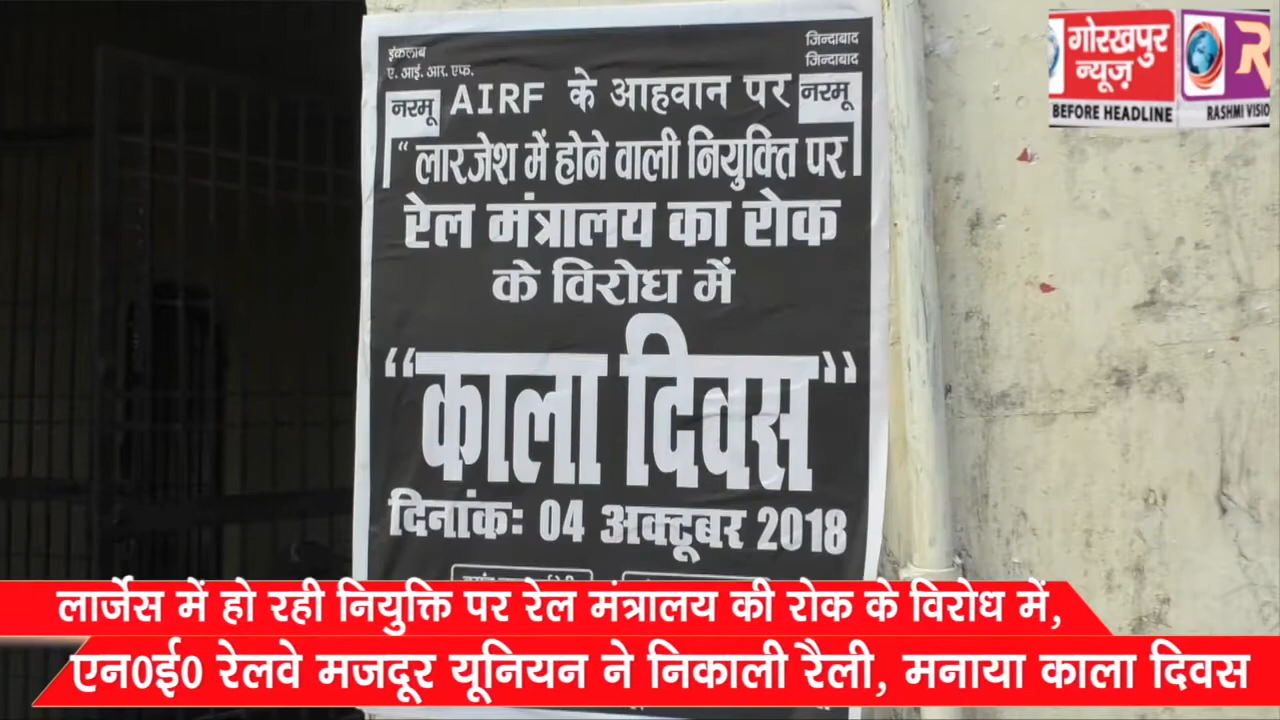 इंकलाब
जिन्दाबाद
ए. आई. आर. एफ.
जिन्दाबाद
नरमू AIRF के आहवान पर नरमू
“ लारजेश में होने वाली नियुक्ति पर
रेल मंत्रालय का रोक
के विरोध में
“काला दिवस”
दिनांकः 04 अक्टूबर 2018
गोरखपुर
न्यूज़
BEFORE HEADLINE
R
RASHMI VISIO
लार्जेस में हो रही नियुक्ति पर रेल मंत्रालय की रोक के विरोध में,
एन0ई0 रेलवे मजदूर यूनियन ने निकाली रैली, मनाया काला दिवस